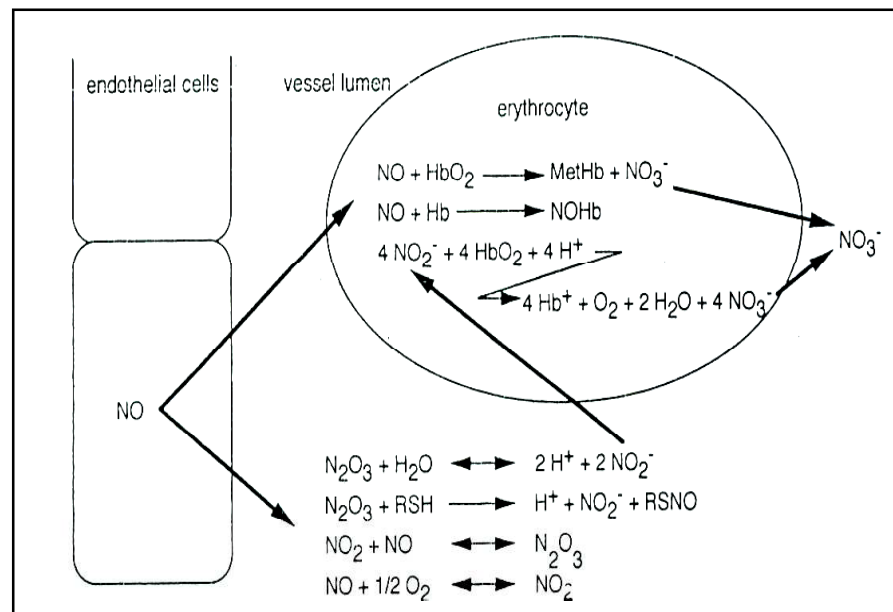 endothelial cells
vessel lumen
erythrocyte
NO + HbO₂ → MetHb + NO₃⁻
NO + Hb → NOHb
4 NO₂⁻ + 4 HbO₂ + 4 H⁺
4 Hb⁺ + O₂ + 2 H₂O + 4 NO₃⁻
NO₃⁻
NO
N₂O₃ + H₂O ↔ 2 H⁺ + 2 NO₂⁻
N₂O₃ + RSH → H⁺ + NO₂⁻ + RSNO
NO₂ + NO ↔ N₂O₃
NO + 1/2 O₂ ↔ NO₂